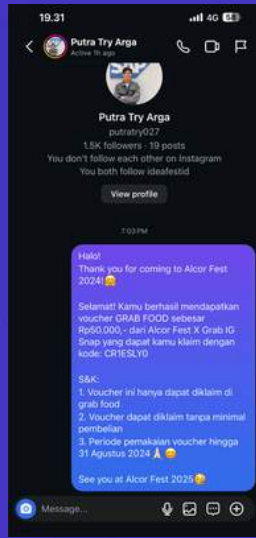 19.31
4G
Putra Try Arga
Active 1h ago
Putra Try Arga
putratry027
1.5K followers · 19 posts
You don't follow each other on Instagram
You both follow ideafestid
View profile
7:03 PM
Halo!
Thank you for coming to Alcor Fest
2024!🤗
Selamat! Kamu berhasil mendapatkan
voucher GRAB FOOD sebesar
Rp50.000,- dari Alcor Fest X Grab IG
Snap yang dapat kamu klaim dengan
kode: CR1ESLY0
S&K:
1. Voucher ini hanya dapat diklaim di
grab food
2. Voucher dapat diklaim tanpa minimal
pembelian
3. Periode pemakaian voucher hingga
31 Agustus 2024🙏😊
See you at Alcor Fest 2025
Message...